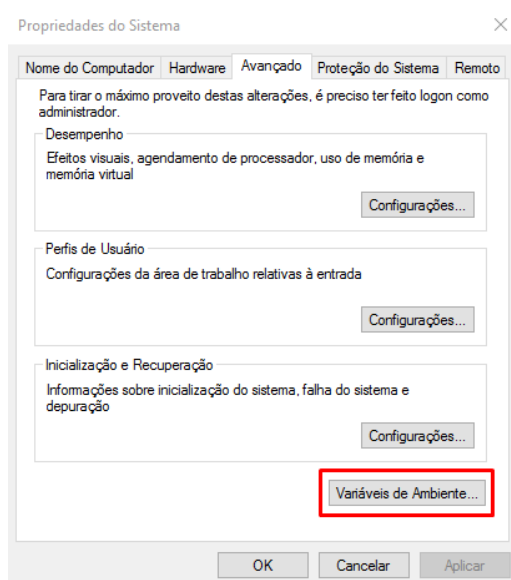 Propriedades do Sistema
Nome do Computador Hardware Avançado Proteção do Sistema Remoto
Para tirar o máximo proveito destas alterações, é preciso ter feito logon como
administrador.
Desempenho
Efeitos visuais, agendamento de processador, uso de memória e
memória virtual
Configurações...
Perfis de Usuário
Configurações da área de trabalho relativas à entrada
Configurações...
Inicialização e Recuperação
Informações sobre inicialização do sistema, falha do sistema e
depuração
Configurações...
Variáveis de Ambiente...
OK Cancelar Aplicar